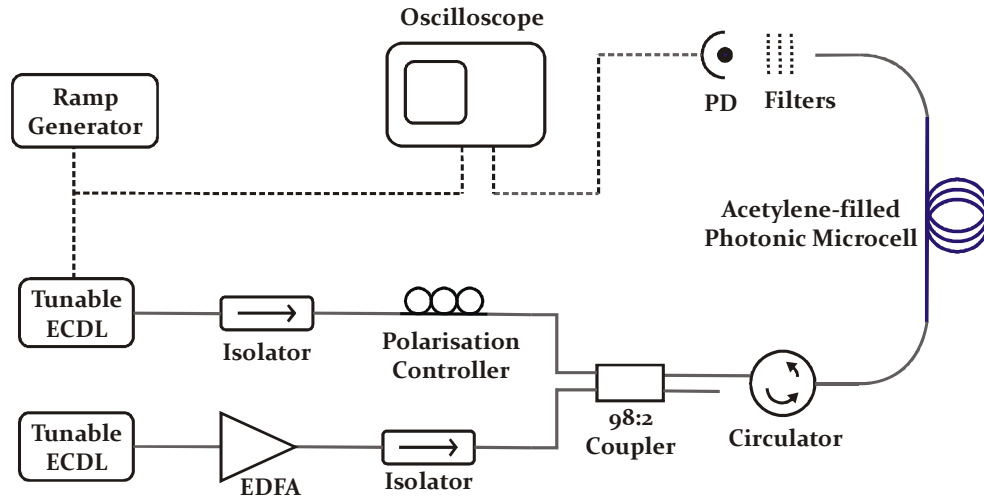 Oscilloscope
Ramp
Generator
PD
Filters
Acetylene-filled
Photonic Microcell
Tunable
ECDL
Isolator
Polarisation
Controller
98:2
Coupler
Circulator
Tunable
ECDL
EDFA
Isolator